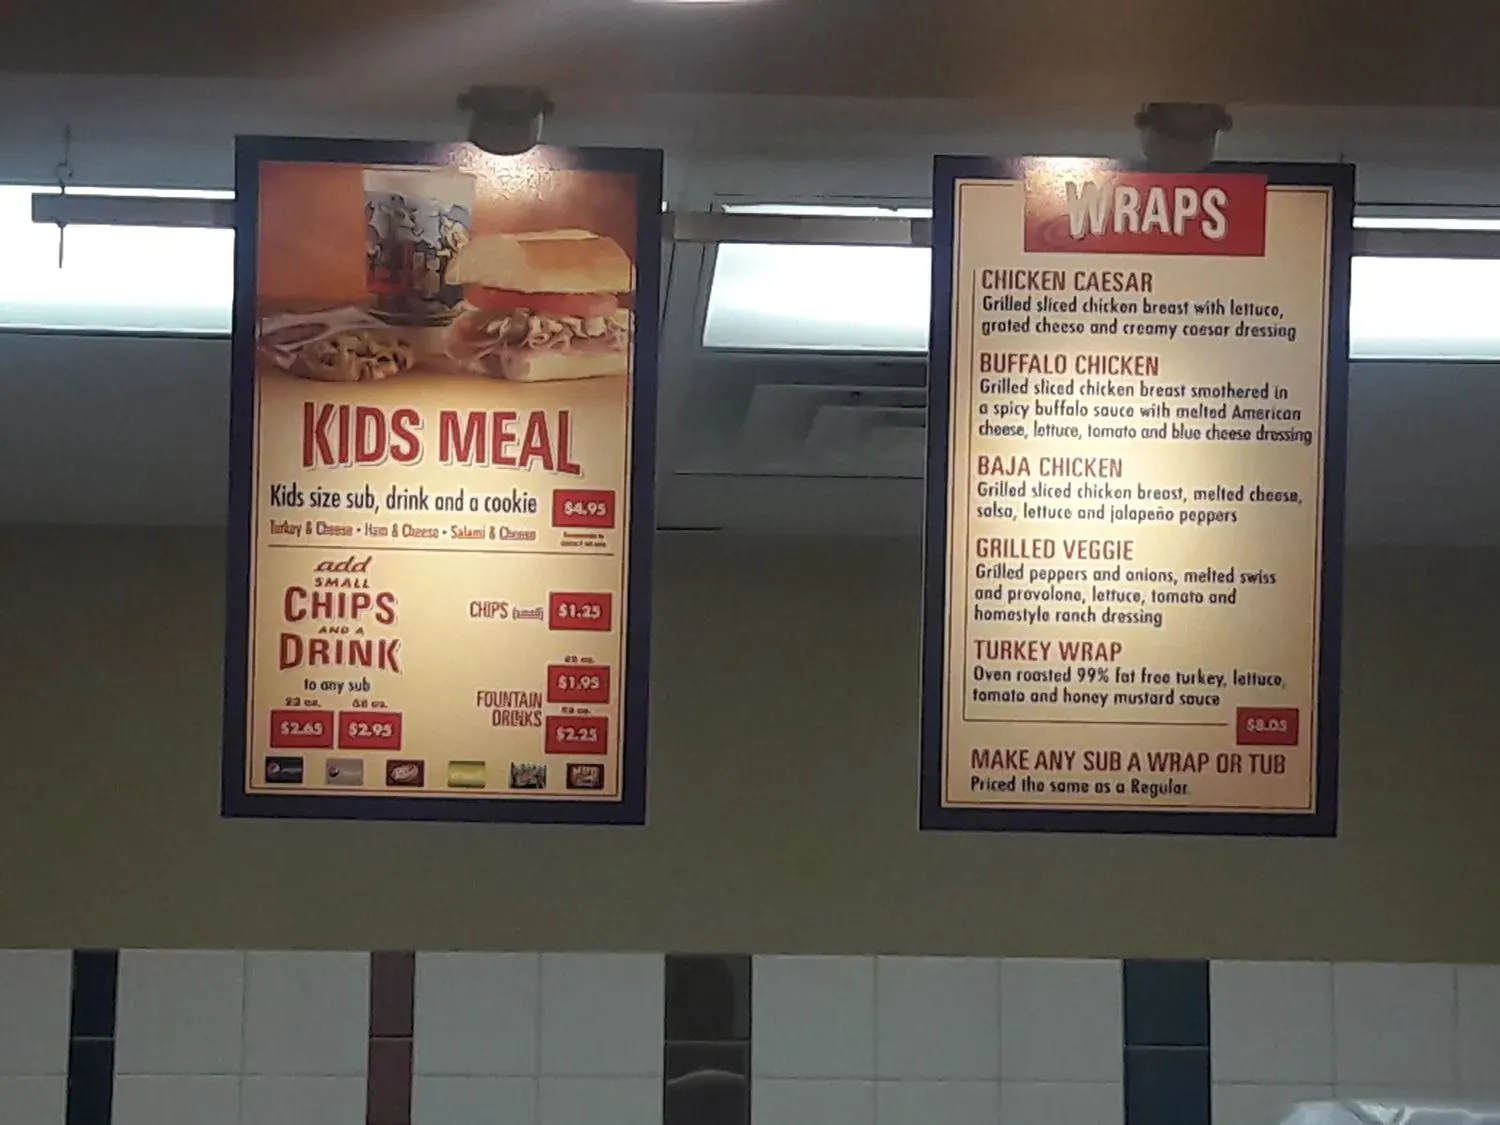 KIDS MEAL
Kids size sub, drink and a cookie
$4.95
Turkey & Cheese • Ham & Cheese • Salami & Cheese
add
SMALL
CHIPS
AND A
DRINK
to any sub
$2.65
$2.95
CHIPS (small)
$1.25
FOUNTAIN
DRINKS
$1.95
$2.25
WRAPS
CHICKEN CAESAR
Grilled sliced chicken breast with lettuce,
grated cheese and creamy caesar dressing
BUFFALO CHICKEN
Grilled sliced chicken breast smothered in
a spicy buffalo sauce with melted American
cheese, lettuce, tomato and blue cheese dressing
BAJA CHICKEN
Grilled sliced chicken breast, melted cheese,
salsa, lettuce and jalapeño peppers
GRILLED VEGGIE
Grilled peppers and onions, melted swiss
and provolone, lettuce, tomato and
homestyle ranch dressing
TURKEY WRAP
Oven roasted 99% fat free turkey, lettuce,
tomato and honey mustard sauce
$8.05
MAKE ANY SUB A WRAP OR TUB
Priced the same as a Regular.